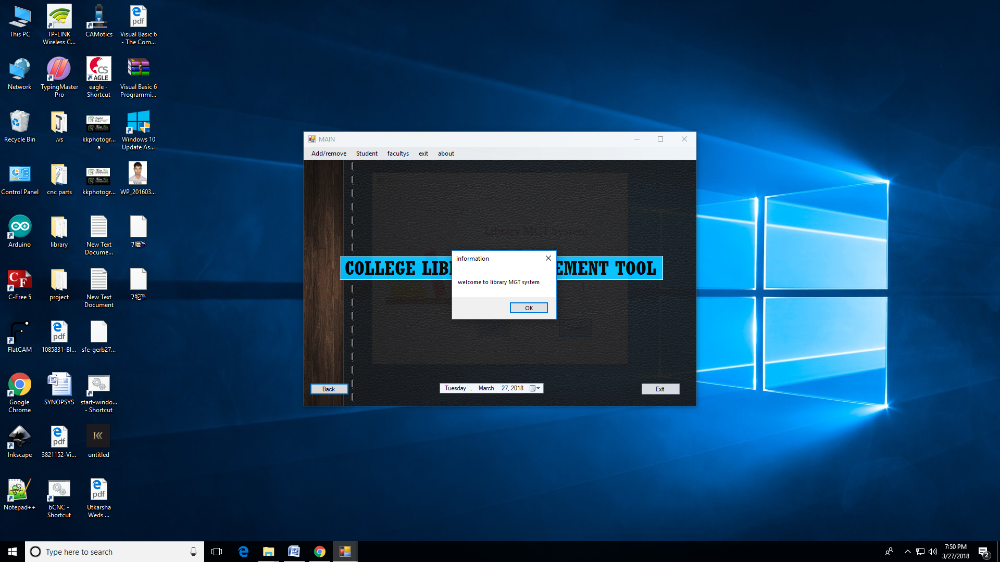 This PC
TP-LINK
Wireless C...
CAMotics
Visual Basic 6
- The Com...
Network
TypingMaster
Pro
eagle -
Shortcut
Visual Basic 6
Programmi...
Recycle Bin
.vs
kkphotogr...
a
Windows 10
Update As...
Control Panel
cnc parts
kkphotogr...
WP_201603...
Arduino
library
New Text
Docume...
C-Free 5
project
New Text
Document
FlatCAM
1085831-Bl...
sfe-gerb27...
Google
Chrome
SYNOPSYS
start-windo...
- Shortcut
Inkscape
3821152-Vi...
untitled
Notepad++
bCNC -
Shortcut
Utkarsha
Weds ...
MAIN
Add/remove Student facultys exit about
Library MGT System
COLLEGE LIB EMENT TOOL
information
welcome to library MGT system
OK
Back
Tuesday , March 27, 2018
Exit
Type here to search
7:50 PM
3/27/2018
2